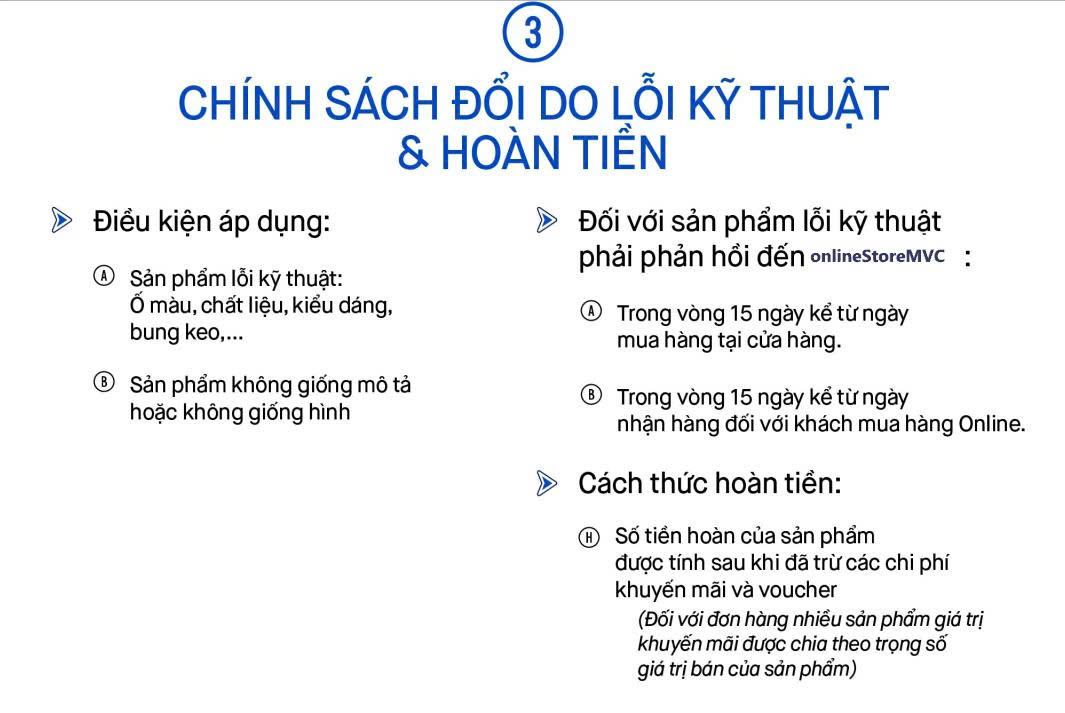 3
CHÍNH SÁCH ĐỔI DO LỖI KỸ THUẬT
& HOÀN TIỀN
Điều kiện áp dụng:
A Sản phẩm lỗi kỹ thuật:
Ố màu, chất liệu, kiểu dáng,
bung keo,...
B Sản phẩm không giống mô tả
hoặc không giống hình
Đối với sản phẩm lỗi kỹ thuật
phải phản hồi đến onlineStoreMVC :
A Trong vòng 15 ngày kể từ ngày
mua hàng tại cửa hàng.
B Trong vòng 15 ngày kể từ ngày
nhận hàng đối với khách mua hàng Online.
Cách thức hoàn tiền:
H Số tiền hoàn của sản phẩm
được tính sau khi đã trừ các chi phí
khuyến mãi và voucher
(Đối với đơn hàng nhiều sản phẩm giá trị
khuyến mãi được chia theo trọng số
giá trị bán của sản phẩm)